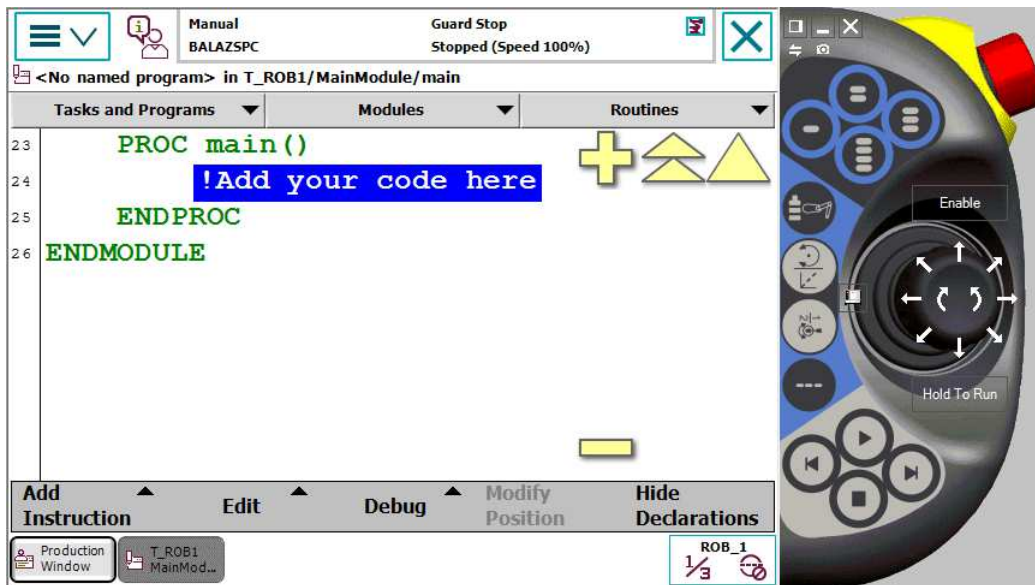 Manual
BALAZSPC
Guard Stop
Stopped (Speed 100%)
<No named program> in T_ROB1/MainModule/main
Tasks and Programs
Modules
Routines
23 PROC main()
24 !Add your code here
25 ENDPROC
26 ENDMODULE
Enable
Hold To Run
Add
Instruction
Edit
Debug
Modify
Position
Hide
Declarations
Production
Window
T_ROB1
MainMod...
ROB_1
1/3